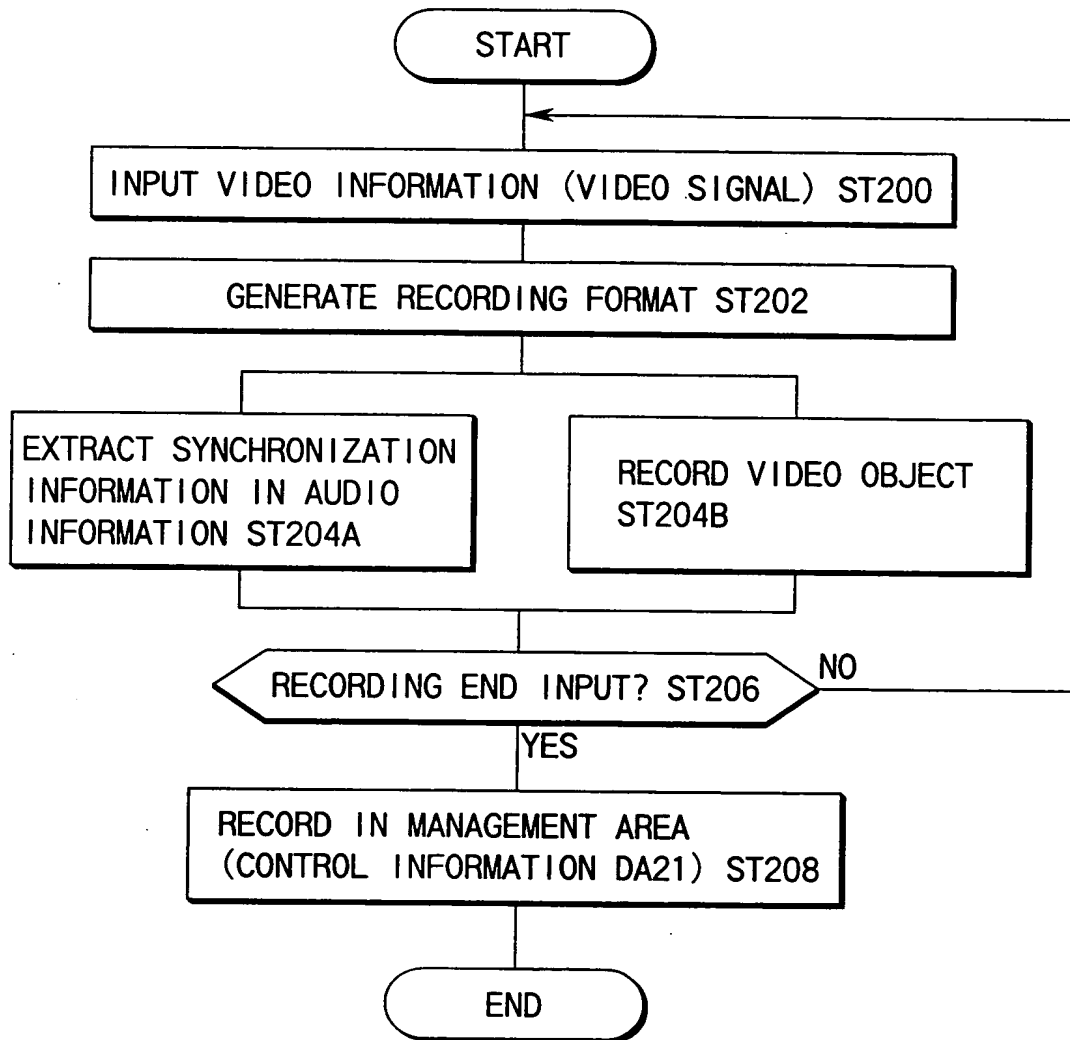 START
INPUT VIDEO INFORMATION (VIDEO SIGNAL) ST200
GENERATE RECORDING FORMAT ST202
EXTRACT SYNCHRONIZATION
INFORMATION IN AUDIO
INFORMATION ST204A
RECORD VIDEO OBJECT
ST204B
RECORDING END INPUT? ST206
NO
YES
RECORD IN MANAGEMENT AREA
(CONTROL INFORMATION DA21) ST208
END